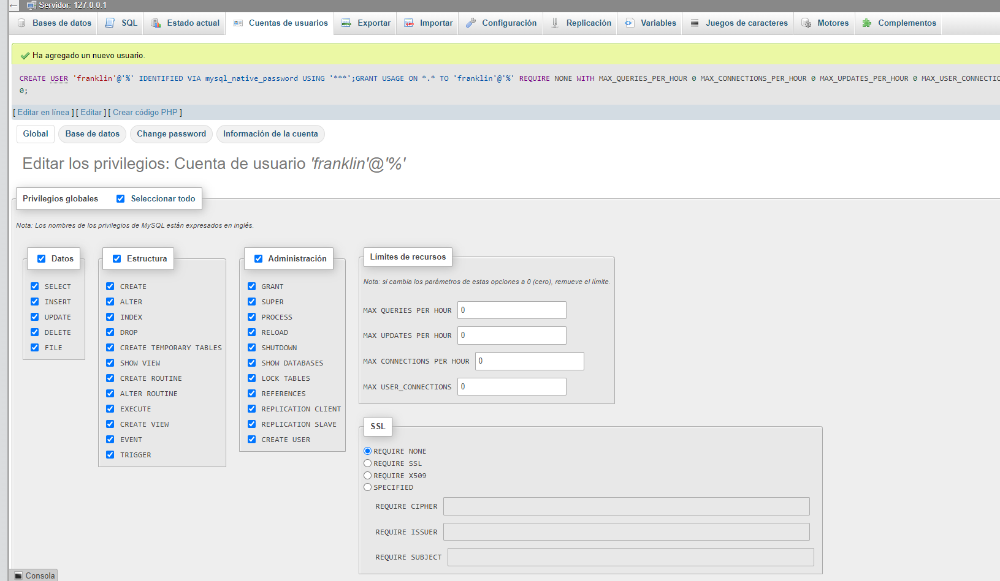 Servidor: 127.0.0.1
Bases de datos SQL Estado actual Cuentas de usuarios Exportar Importar Configuración Replicación Variables Juegos de caracteres Motores Complementos
Ha agregado un nuevo usuario.
CREATE USER 'franklin'@'%' IDENTIFIED VIA mysql_native_password USING '***';GRANT USAGE ON *.* TO 'franklin'@'%' REQUIRE NONE WITH MAX_QUERIES_PER_HOUR 0 MAX_CONNECTIONS_PER_HOUR 0 MAX_UPDATES_PER_HOUR 0 MAX_USER_CONNECTIO
0;
[ Editar en línea ] [ Editar ] [ Crear código PHP ]
Global Base de datos Change password Información de la cuenta
Editar los privilegios: Cuenta de usuario 'franklin'@'%'
Privilegios globales Seleccionar todo
Nota: Los nombres de los privilegios de MySQL están expresados en inglés.
Datos
SELECT
INSERT
UPDATE
DELETE
FILE
Estructura
CREATE
ALTER
INDEX
DROP
CREATE TEMPORARY TABLES
SHOW VIEW
CREATE ROUTINE
ALTER ROUTINE
EXECUTE
CREATE VIEW
EVENT
TRIGGER
Administración
GRANT
SUPER
PROCESS
RELOAD
SHUTDOWN
SHOW DATABASES
LOCK TABLES
REFERENCES
REPLICATION CLIENT
REPLICATION SLAVE
CREATE USER
Límites de recursos
Nota: si cambia los parámetros de estas opciones a 0 (cero), remueve el límite.
MAX QUERIES PER HOUR 0
MAX UPDATES PER HOUR 0
MAX CONNECTIONS PER HOUR 0
MAX USER_CONNECTIONS 0
SSL
REQUIRE NONE
REQUIRE SSL
REQUIRE X509
SPECIFIED
REQUIRE CIPHER
REQUIRE ISSUER
REQUIRE SUBJECT
Consola